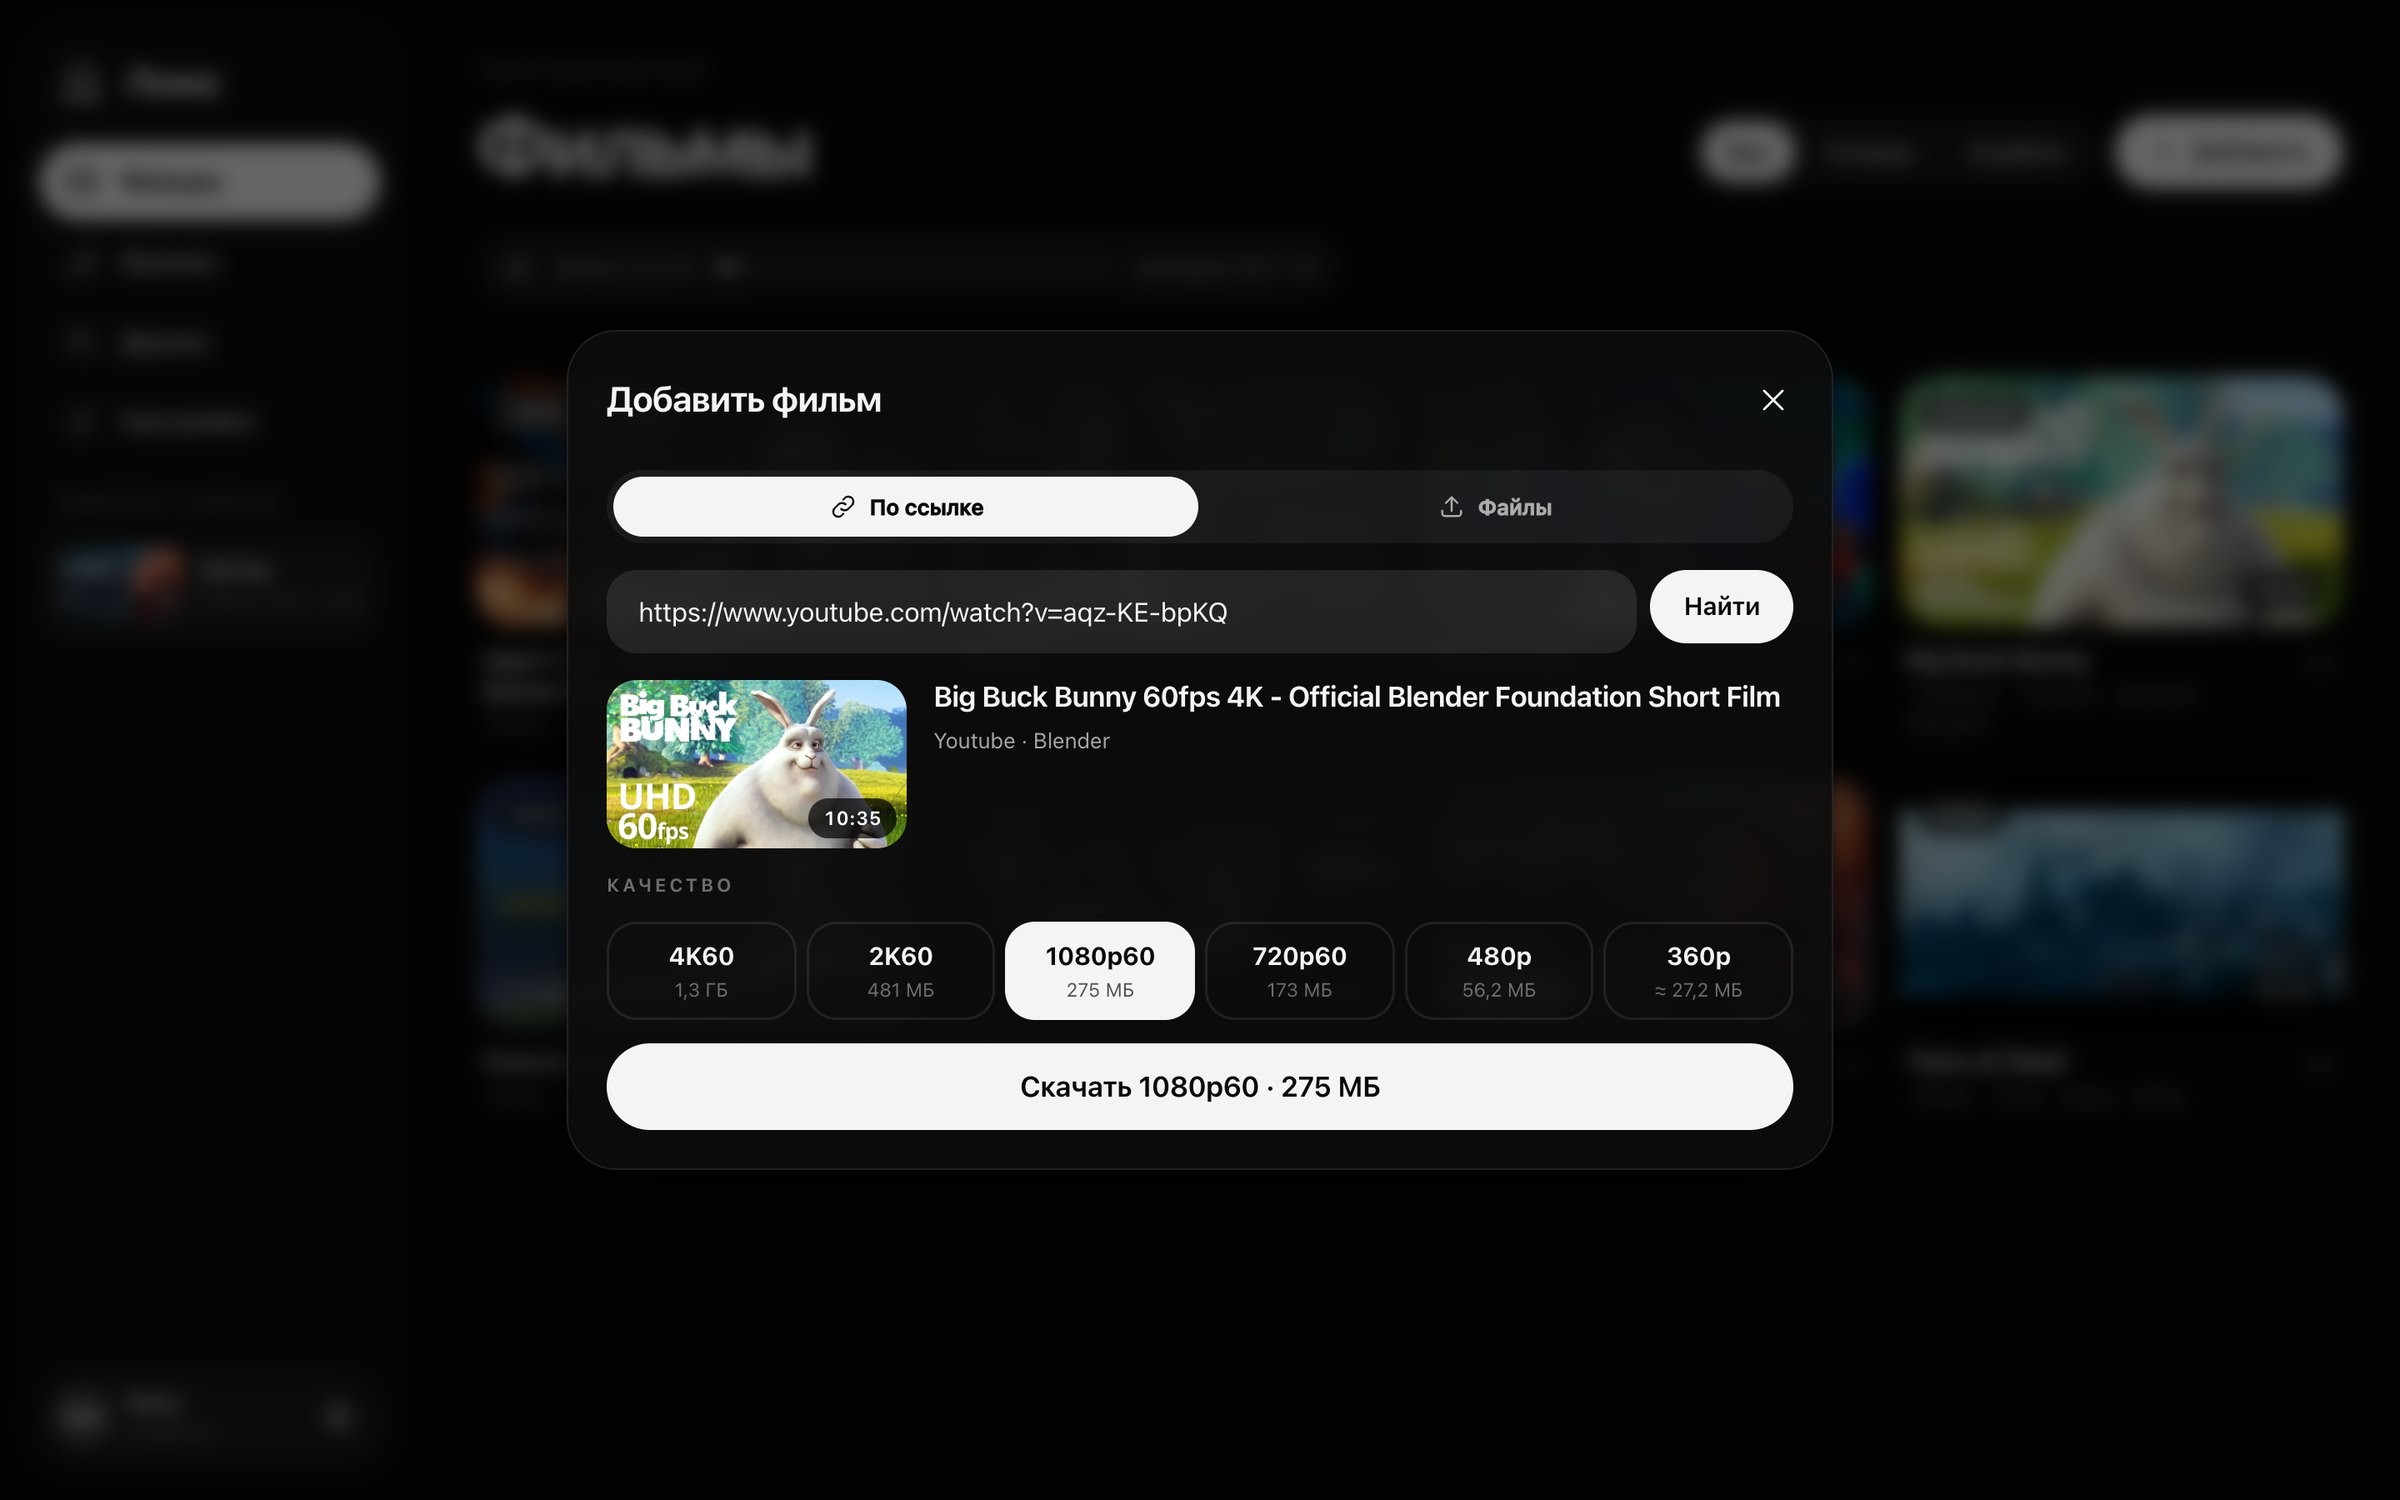 Фильмы
Добавить фильм
По ссылке
Файлы
https://www.youtube.com/watch?v=aqz-KE-bpKQ
Найти
Big Buck
BUNNY
UHD
60fps
10:35
Big Buck Bunny 60fps 4K - Official Blender Foundation Short Film
Youtube · Blender
КАЧЕСТВО
4K60
1,3 ГБ
2K60
481 МБ
1080p60
275 МБ
720p60
173 МБ
480p
56,2 МБ
360p
≈ 27,2 МБ
Скачать 1080p60 · 275 МБ